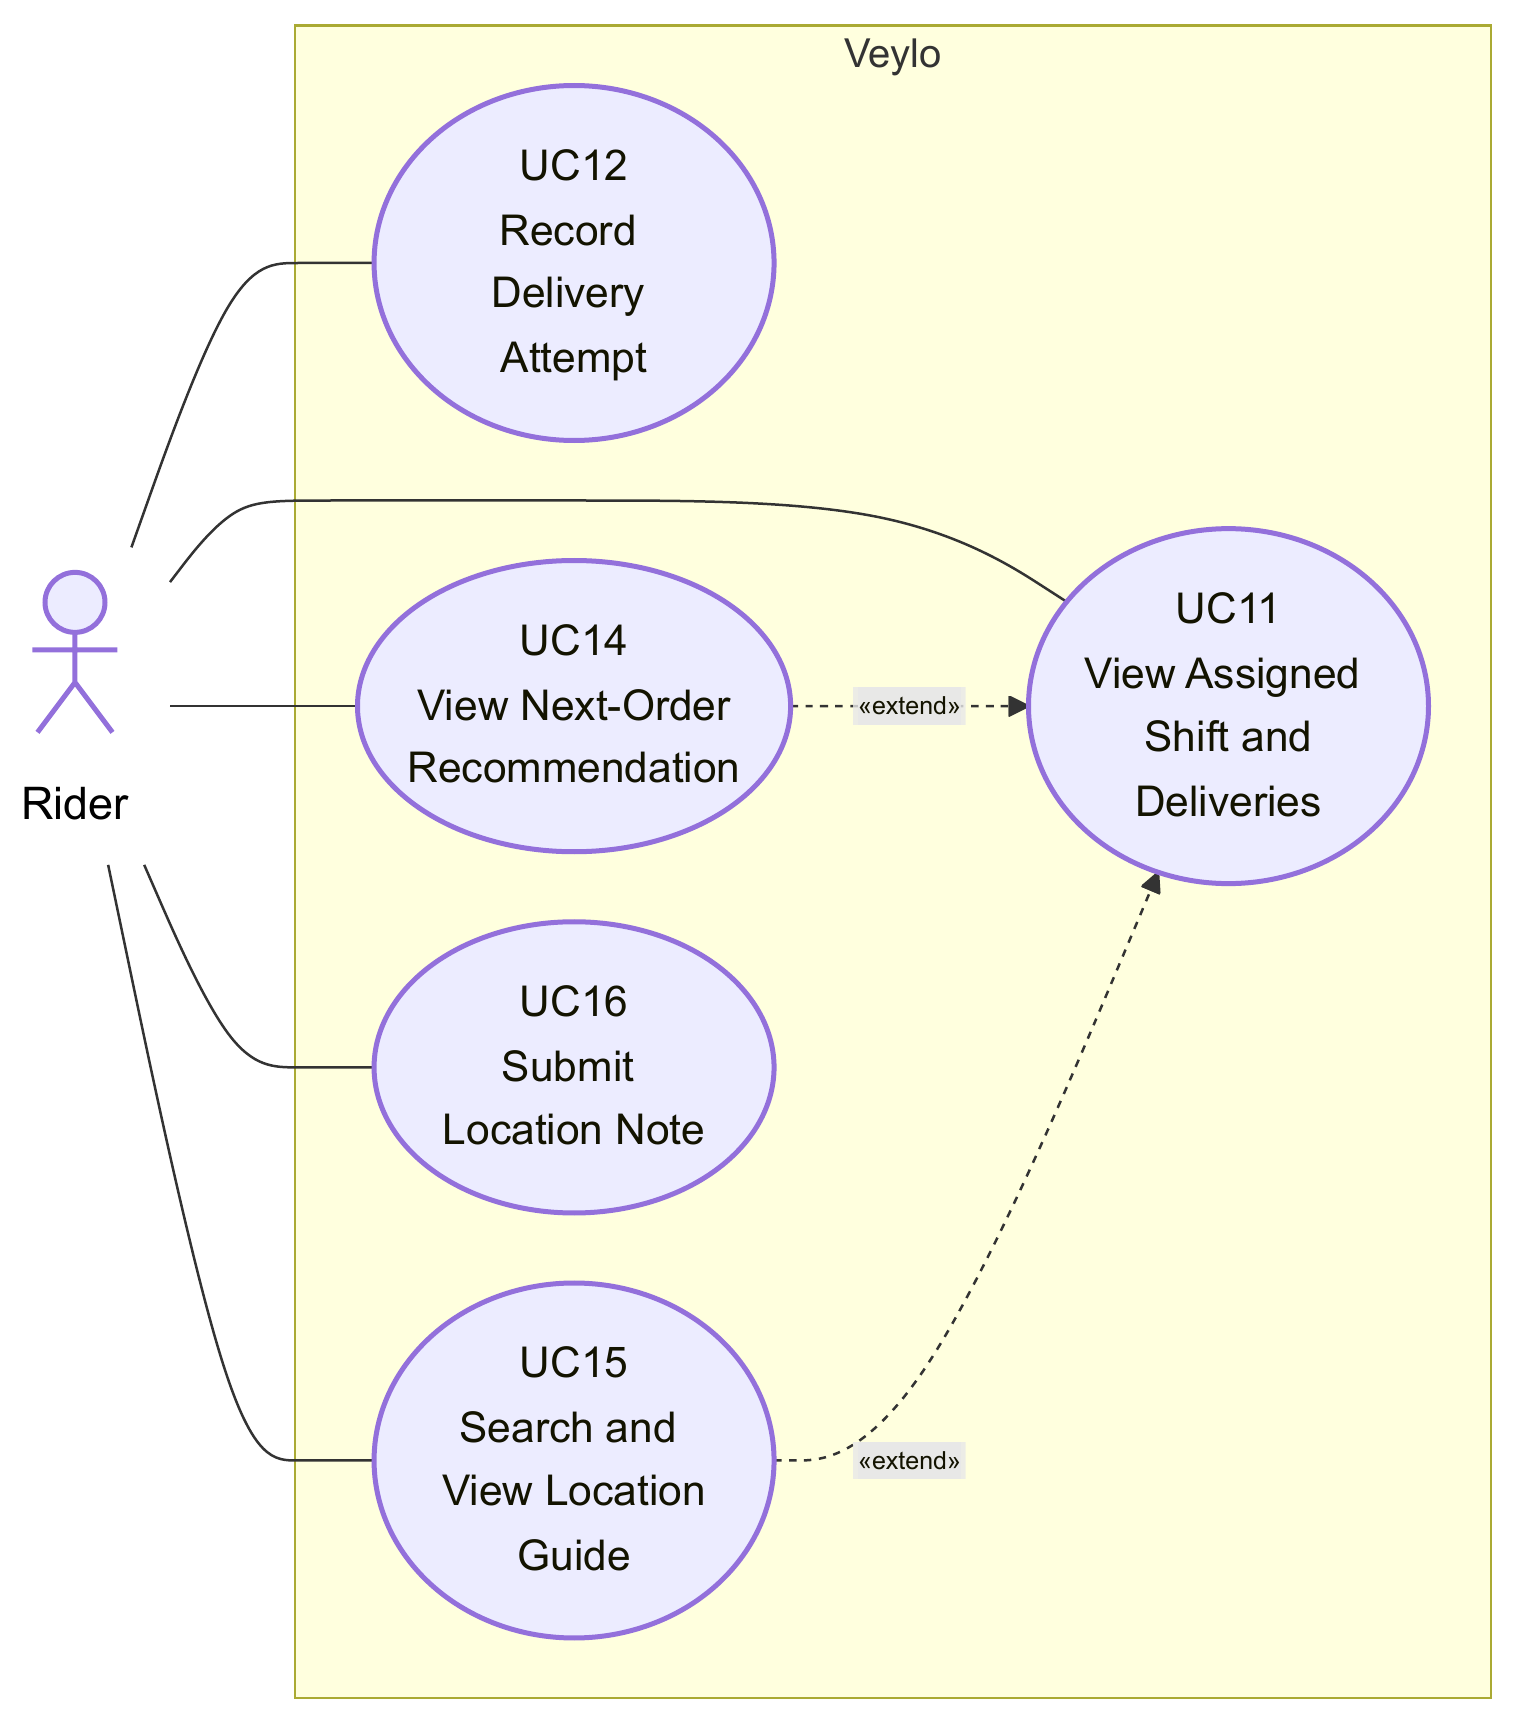 Veylo
UC12
Record
Delivery
Attempt
UC14
View Next-Order
Recommendation
«extend»
UC11
View Assigned
Shift and
Deliveries
Rider
UC16
Submit
Location Note
UC15
Search and
View Location
Guide
«extend»